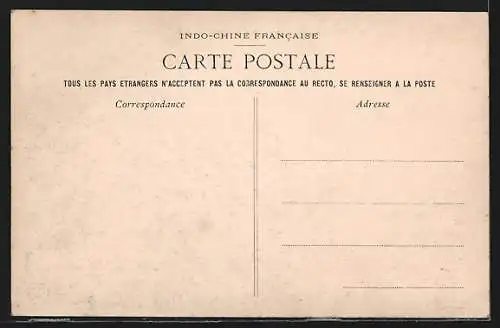 INDO-CHINE FRANÇAISE
CARTE POSTALE
TOUS LES PAYS ETRANGERS N'ACCEPTENT PAS LA CORRESPONDANCE AU RECTO, SE RENSEIGNER A LA POSTE
Correspondance
Adresse